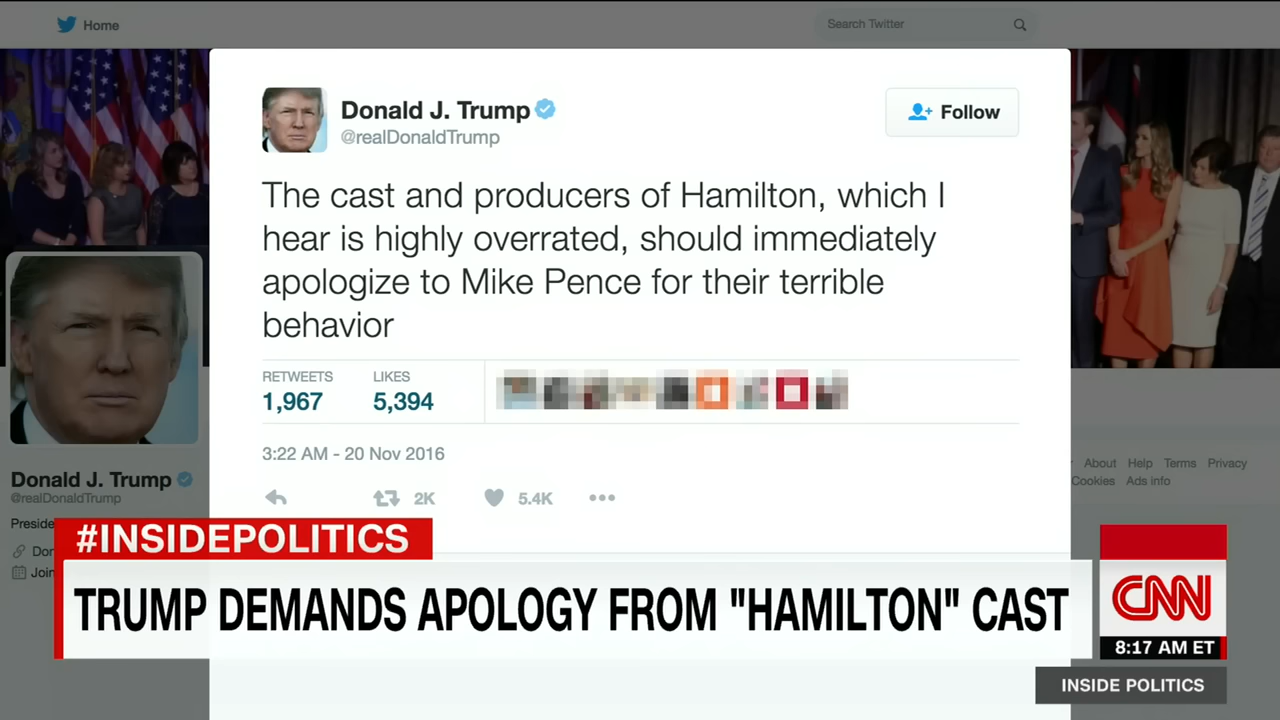 Home
Search Twitter
Donald J. Trump
@realDonaldTrump
Follow
The cast and producers of Hamilton, which I
hear is highly overrated, should immediately
apologize to Mike Pence for their terrible
behavior
RETWEETS
LIKES
1,967
5,394
3:22 AM - 20 Nov 2016
2K
5.4K
Donald J. Trump
@realDonaldTrump
About Help Terms Privacy
Cookies Ads info
#INSIDEPOLITICS
TRUMP DEMANDS APOLOGY FROM "HAMILTON" CAST
CNN
8:17 AM ET
INSIDE POLITICS